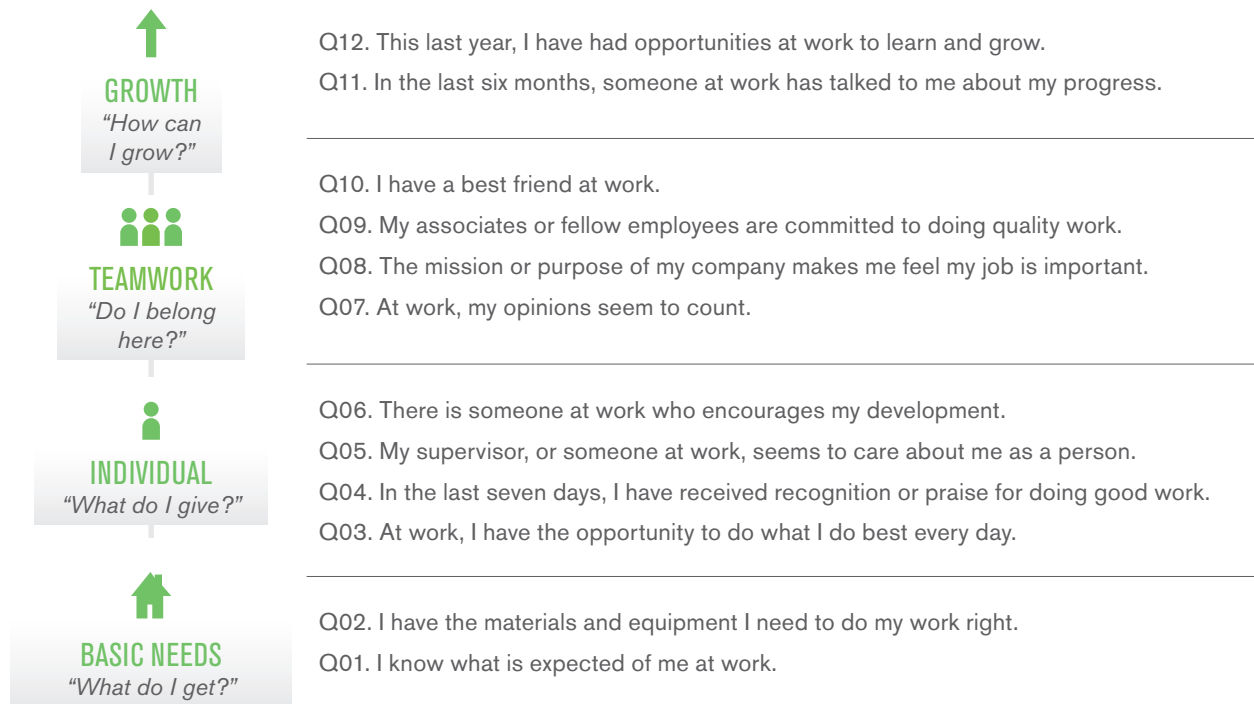 GROWTH
“How can
I grow?”
Q12. This last year, I have had opportunities at work to learn and grow.
Q11. In the last six months, someone at work has talked to me about my progress.
TEAMWORK
“Do I belong
here?”
Q10. I have a best friend at work.
Q09. My associates or fellow employees are committed to doing quality work.
Q08. The mission or purpose of my company makes me feel my job is important.
Q07. At work, my opinions seem to count.
INDIVIDUAL
“What do I give?”
Q06. There is someone at work who encourages my development.
Q05. My supervisor, or someone at work, seems to care about me as a person.
Q04. In the last seven days, I have received recognition or praise for doing good work.
Q03. At work, I have the opportunity to do what I do best every day.
BASIC NEEDS
“What do I get?”
Q02. I have the materials and equipment I need to do my work right.
Q01. I know what is expected of me at work.